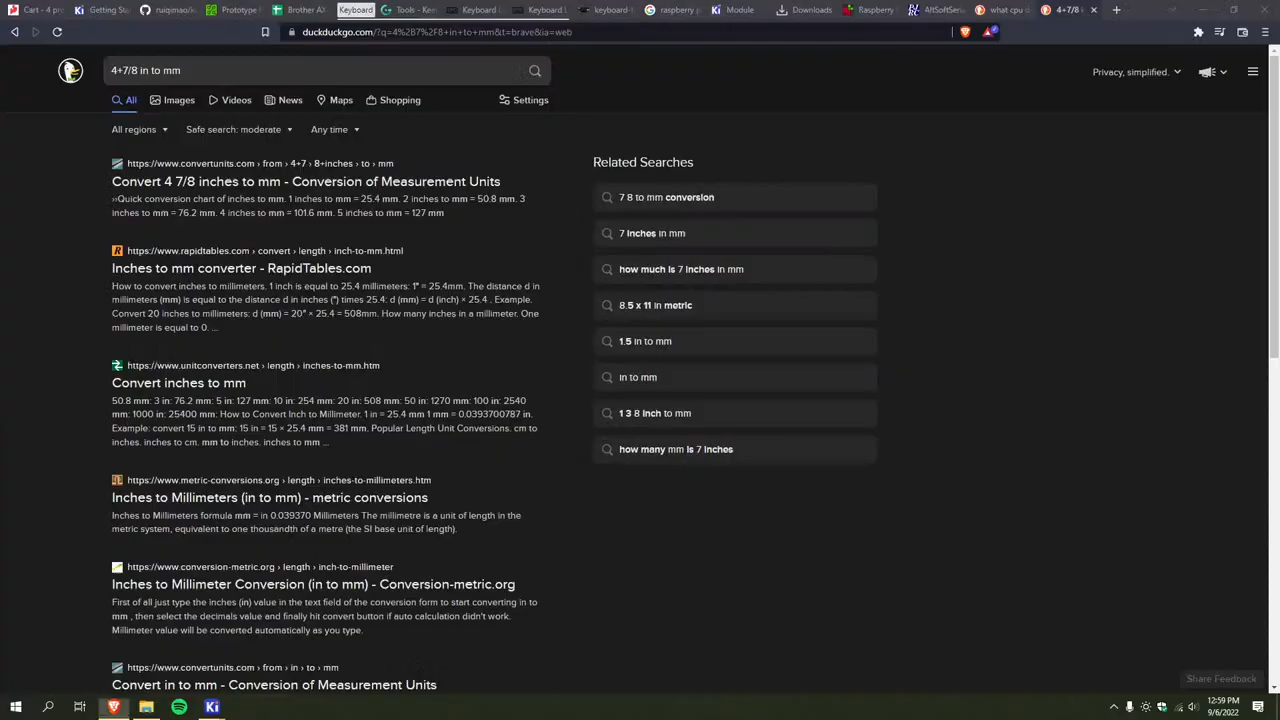 Cart - 4 pro
Getting Sta
ruiqimao/ke
Prototype P
Brother AX
Keyboard
Tools - Kem
Keyboard L
Keyboard L
keyboard-
raspberry p
Module
Downloads
Raspberry
AltSoftSeri
what cpu d
4+7/8 i
duckduckgo.com/?q=4%2B7%2F8+in+to+mm&t=brave&ia=web
4+7/8 in to mm
Privacy, simplified.
All
Images
Videos
News
Maps
Shopping
Settings
All regions
Safe search: moderate
Any time
https://www.convertunits.com › from › 4+7 › 8+inches › to › mm
Convert 4 7/8 inches to mm - Conversion of Measurement Units
››Quick conversion chart of inches to mm. 1 inches to mm = 25.4 mm. 2 inches to mm = 50.8 mm. 3
inches to mm = 76.2 mm. 4 inches to mm = 101.6 mm. 5 inches to mm = 127 mm
https://www.rapidtables.com › convert › length › inch-to-mm.html
Inches to mm converter - RapidTables.com
How to convert inches to millimeters. 1 inch is equal to 25.4 millimeters: 1″ = 25.4mm. The distance d in
millimeters (mm) is equal to the distance d in inches (″) times 25.4: d (mm) = d (inch) × 25.4 . Example.
Convert 20 inches to millimeters: d (mm) = 20″ × 25.4 = 508mm. How many inches in a millimeter. One
millimeter is equal to 0. ...
https://www.unitconverters.net › length › inches-to-mm.htm
Convert inches to mm
50.8 mm: 3 in: 76.2 mm: 5 in: 127 mm: 10 in: 254 mm: 20 in: 508 mm: 50 in: 1270 mm: 100 in: 2540
mm: 1000 in: 25400 mm: How to Convert Inch to Millimeter. 1 in = 25.4 mm 1 mm = 0.0393700787 in.
Example: convert 15 in to mm: 15 in = 15 × 25.4 mm = 381 mm. Popular Length Unit Conversions. cm to
inches. inches to cm. mm to inches. inches to mm ...
https://www.metric-conversions.org › length › inches-to-millimeters.htm
Inches to Millimeters (in to mm) - metric conversions
Inches to Millimeters formula mm = in 0.039370 Millimeters The millimetre is a unit of length in the
metric system, equivalent to one thousandth of a metre (the SI base unit of length).
https://www.conversion-metric.org › length › inch-to-millimeter
Inches to Millimeter Conversion (in to mm) - Conversion-metric.org
First of all just type the inches (in) value in the text field of the conversion form to start converting in to
mm , then select the decimals value and finally hit convert button if auto calculation didn't work.
Millimeter value will be converted automatically as you type.
https://www.convertunits.com › from › in › to › mm
Convert in to mm - Conversion of Measurement Units
Related Searches
7 8 to mm conversion
7 inches in mm
how much is 7 inches in mm
8.5 x 11 in metric
1.5 in to mm
in to mm
1 3 8 inch to mm
how many mm is 7 inches
Share Feedback
Ki
12:59 PM
9/6/2022